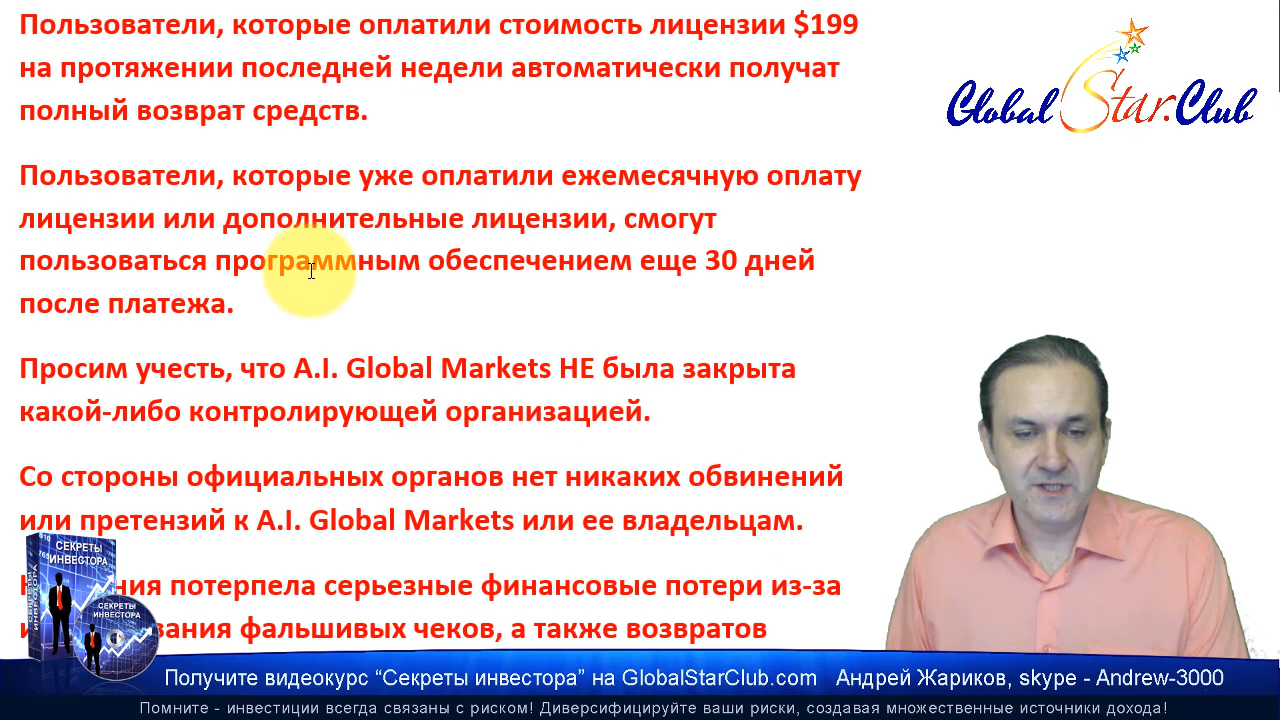 Пользователи, которые оплатили стоимость лицензии $199
на протяжении последней недели автоматически получат
полный возврат средств.
Пользователи, которые уже оплатили ежемесячную оплату
лицензии или дополнительные лицензии, смогут
пользоваться программным обеспечением еще 30 дней
после платежа.
Просим учесть, что A.I. Global Markets НЕ была закрыта
какой-либо контролирующей организацией.
Со стороны официальных органов нет никаких обвинений
или претензий к A.I. Global Markets или ее владельцам.
потерпела серьезные финансовые потери из-за
фальшивых чеков, а также возвратов
Global Star.Club
СЕКРЕТЫ
ИНВЕСТОРА
СЕКРЕТЫ ИНВЕСТОРА
СЕКРЕТЫ
ИНВЕСТОРА
Получите видеокурс “Секреты инвестора” на GlobalStarClub.com Андрей Жариков, skype - Andrew-3000
Помните - инвестиции всегда связаны с риском! Диверсифицируйте ваши риски, создавая множественные источники дохода!